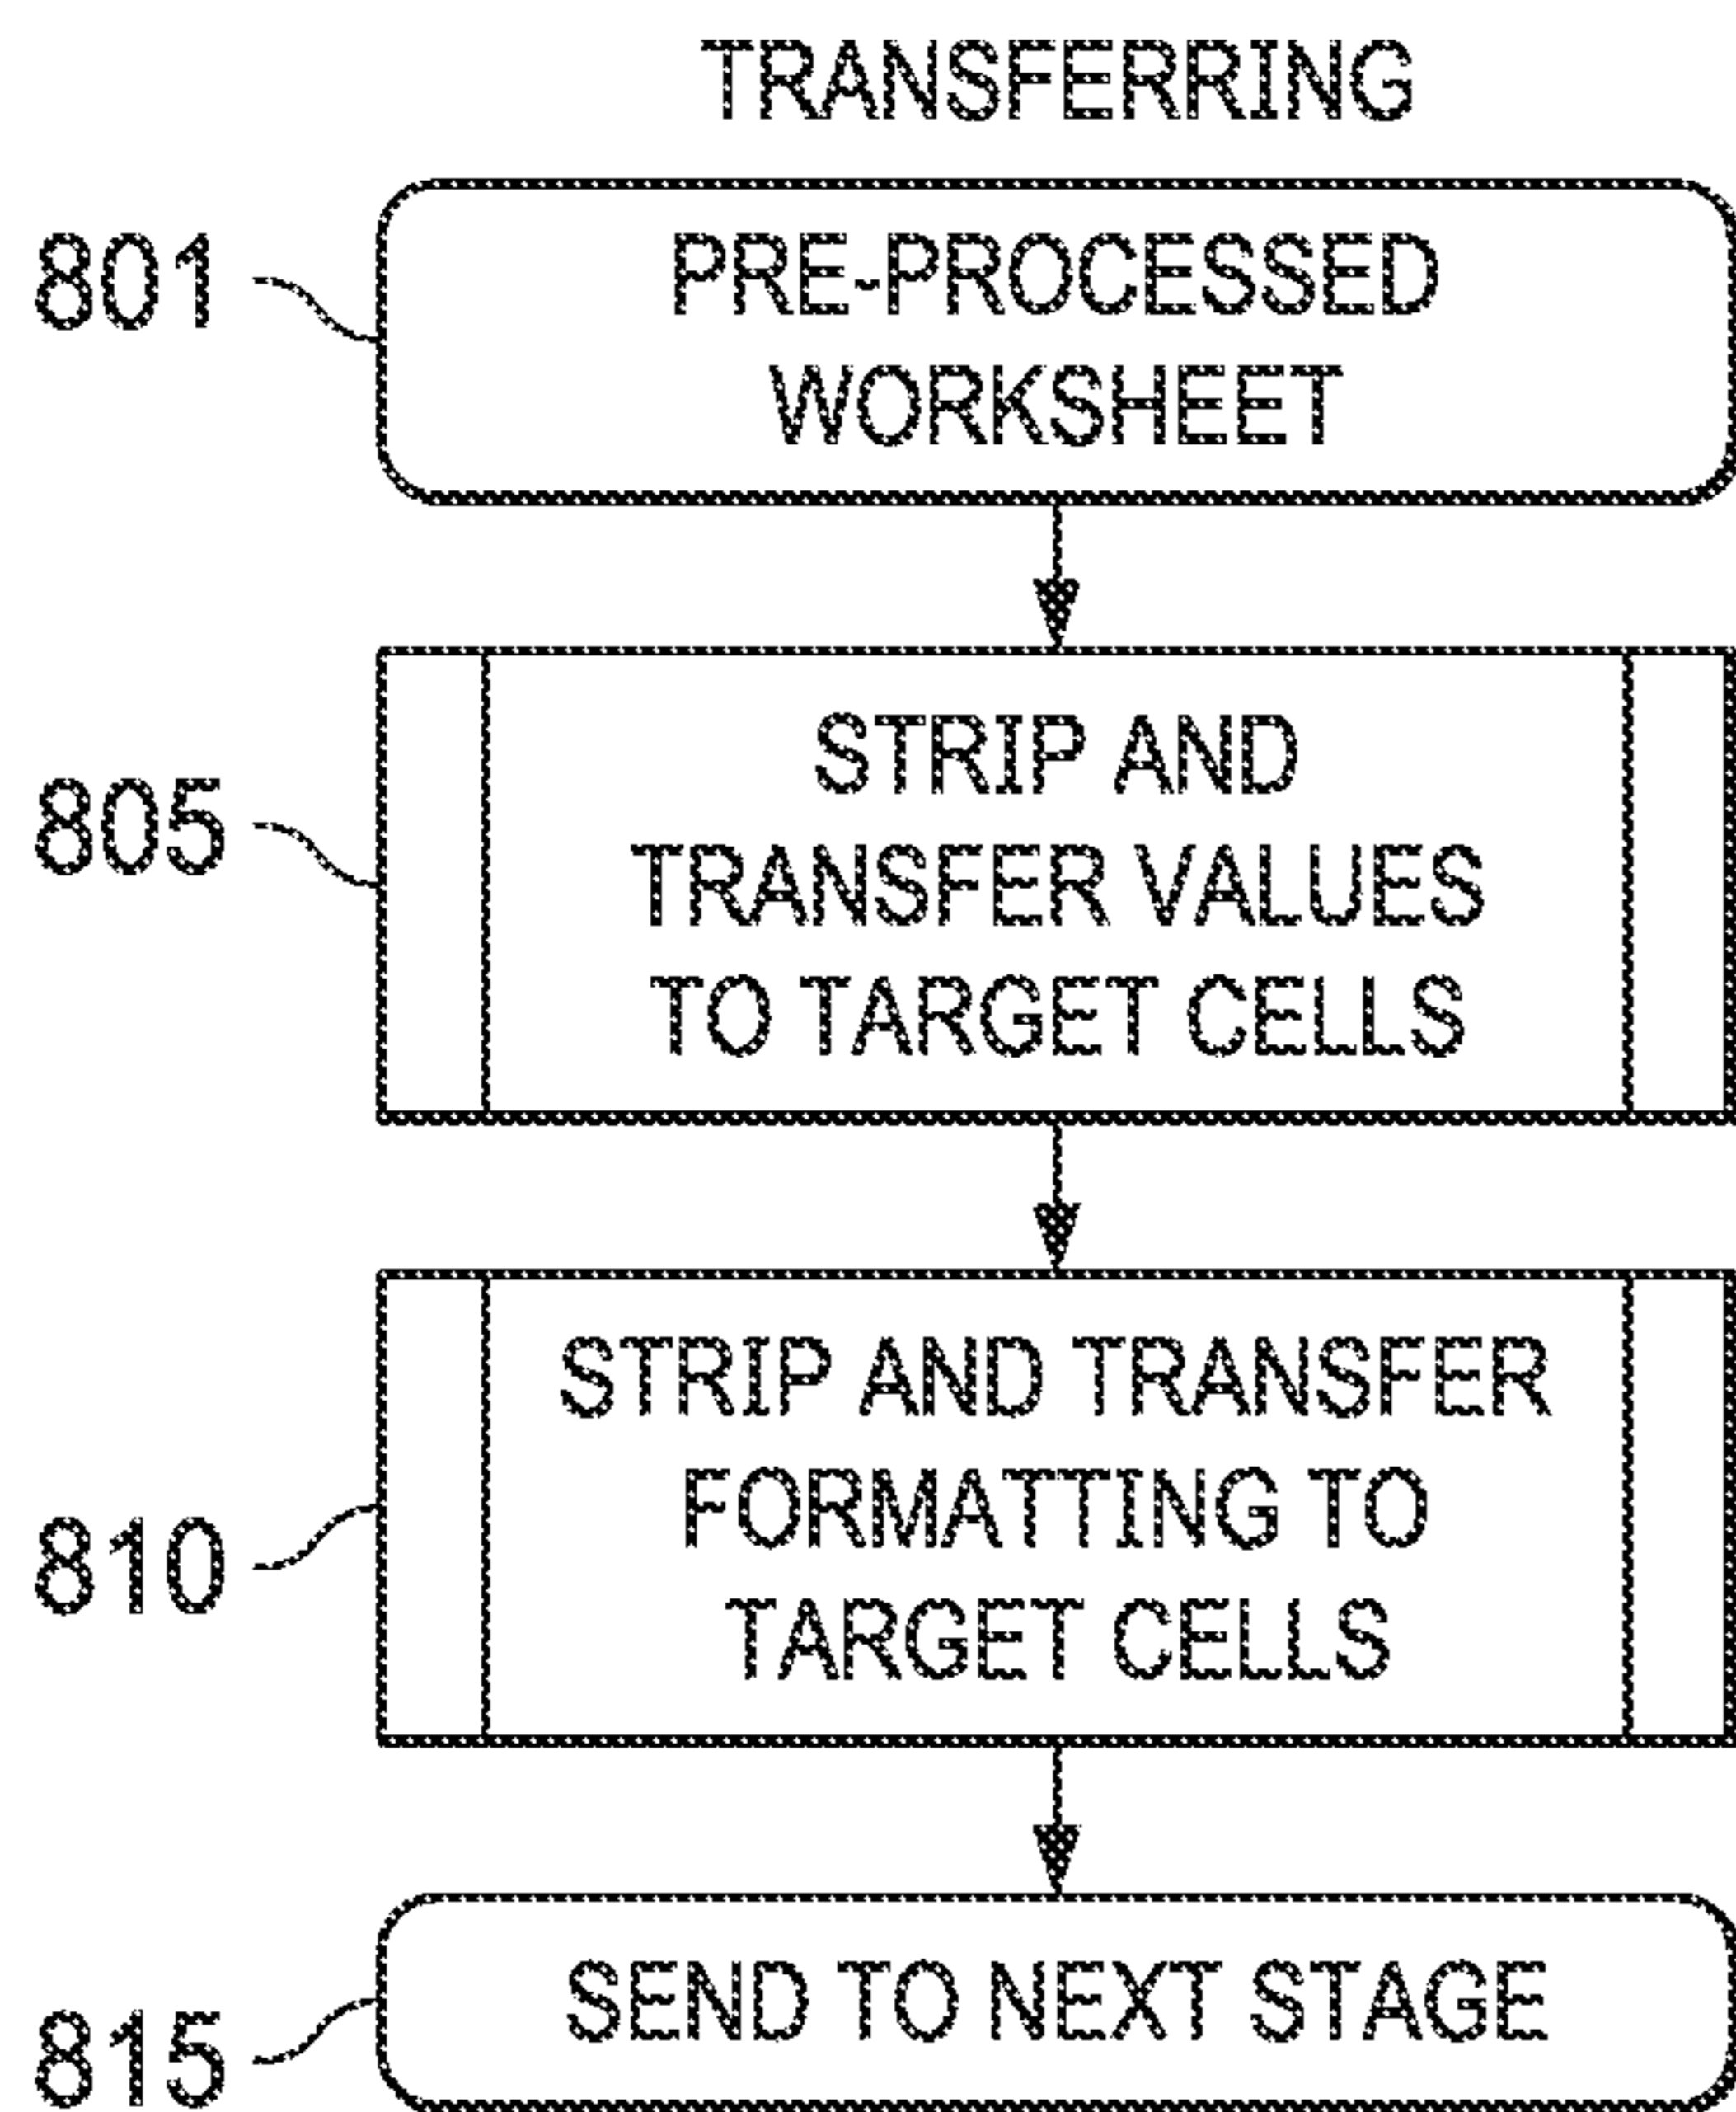 TRANSFERRING
801
PRE-PROCESSED
WORKSHEET
805
STRIP AND
TRANSFER VALUES
TO TARGET CELLS
810
STRIP AND TRANSFER
FORMATTING TO
TARGET CELLS
815
SEND TO NEXT STAGE